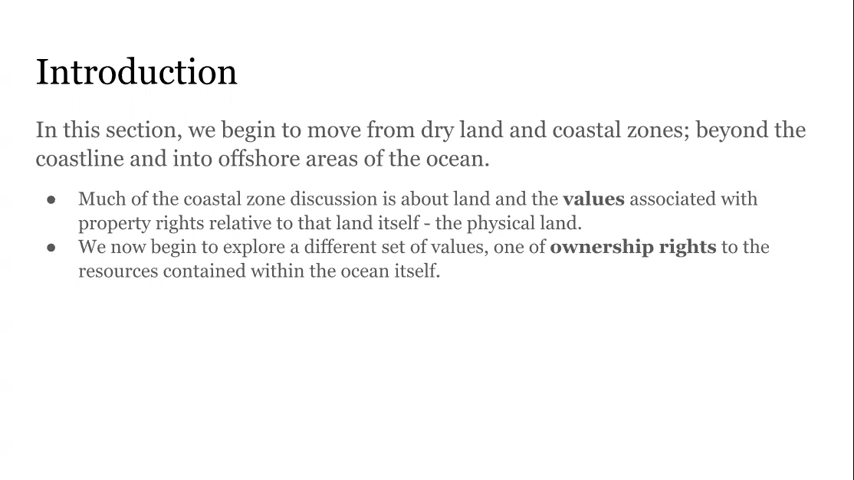 Introduction
In this section, we begin to move from dry land and coastal zones; beyond the
coastline and into offshore areas of the ocean.
● Much of the coastal zone discussion is about land and the values associated with
property rights relative to that land itself - the physical land.
● We now begin to explore a different set of values, one of ownership rights to the
resources contained within the ocean itself.